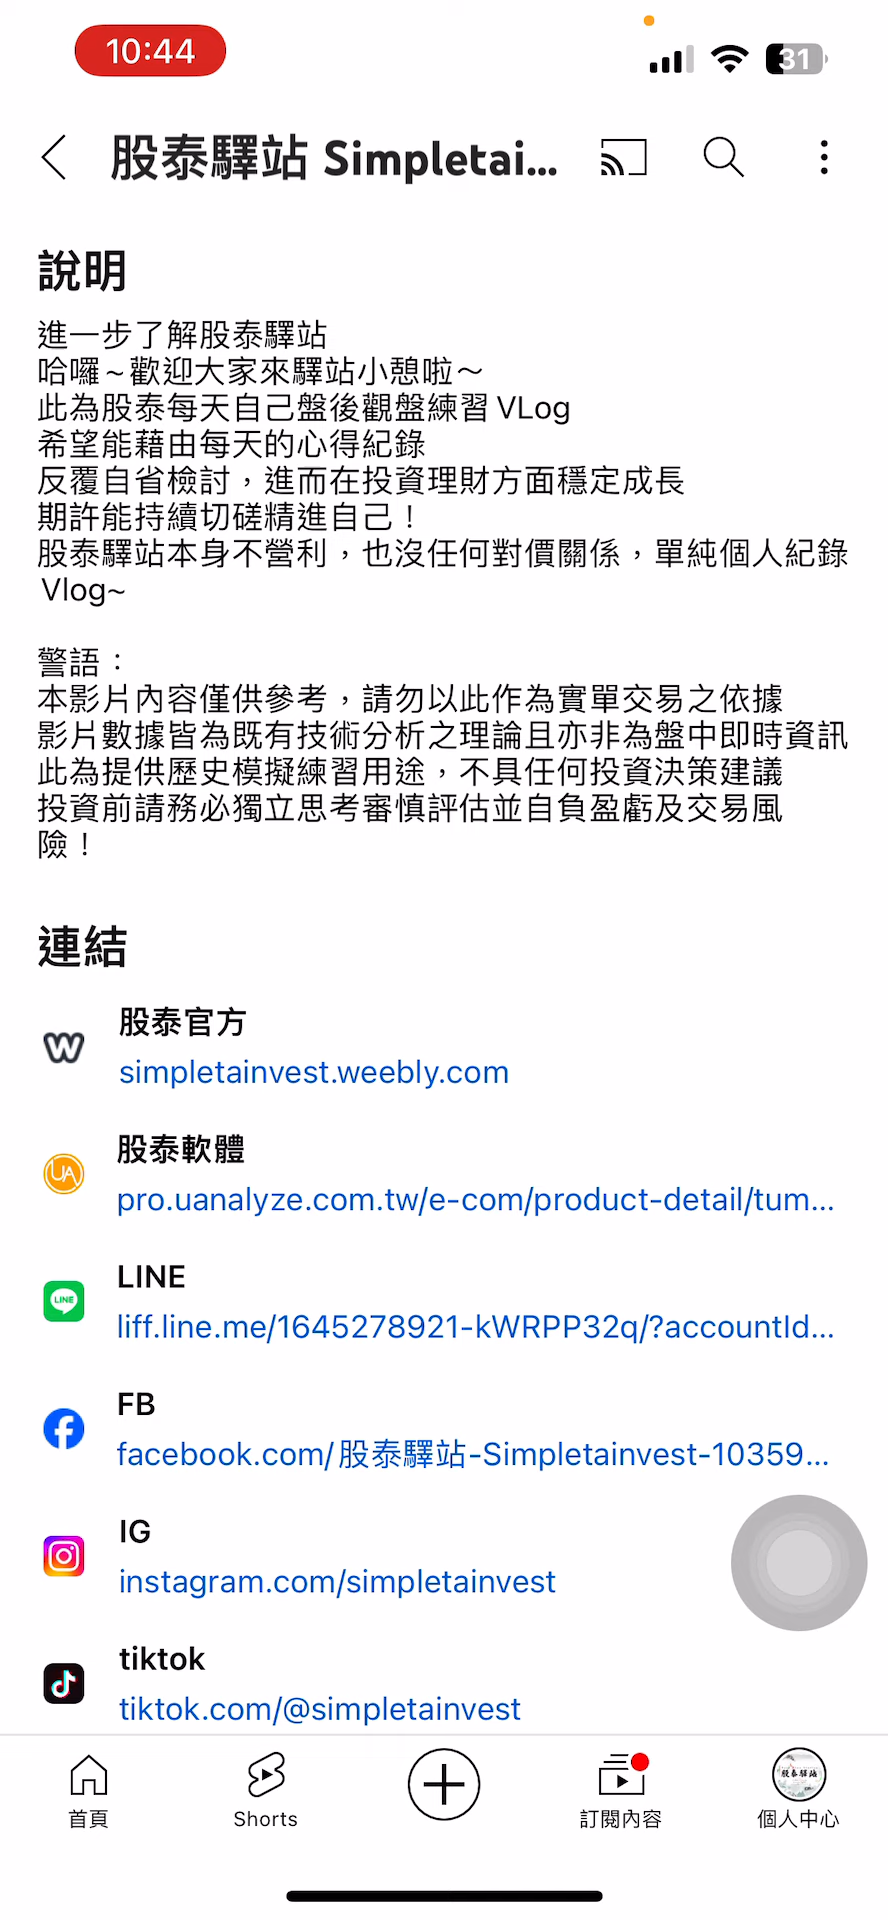 10:44
31
股泰驛站 Simpletai...
說明
進一步了解股泰驛站
哈囉~歡迎大家來驛站小憩啦～
此為股泰每天自己盤後觀盤練習 VLog
希望能藉由每天的心得紀錄
反覆自省檢討，進而在投資理財方面穩定成長
期許能持續切磋精進自己！
股泰驛站本身不營利，也沒任何對價關係，單純個人紀錄
Vlog~
警語：
本影片內容僅供參考，請勿以此作為實單交易之依據
影片數據皆為既有技術分析之理論且亦非為盤中即時資訊
此為提供歷史模擬練習用途，不具任何投資決策建議
投資前請務必獨立思考審慎評估並自負盈虧及交易風
險！
連結
股泰官方
simpletainvest.weebly.com
股泰軟體
pro.uanalyze.com.tw/e-com/product-detail/tum...
LINE
liff.line.me/1645278921-kWRPP32q/?accountId...
FB
facebook.com/股泰驛站-Simpletainvest-10359...
IG
instagram.com/simpletainvest
tiktok
tiktok.com/@simpletainvest
首頁
Shorts
訂閱內容
個人中心